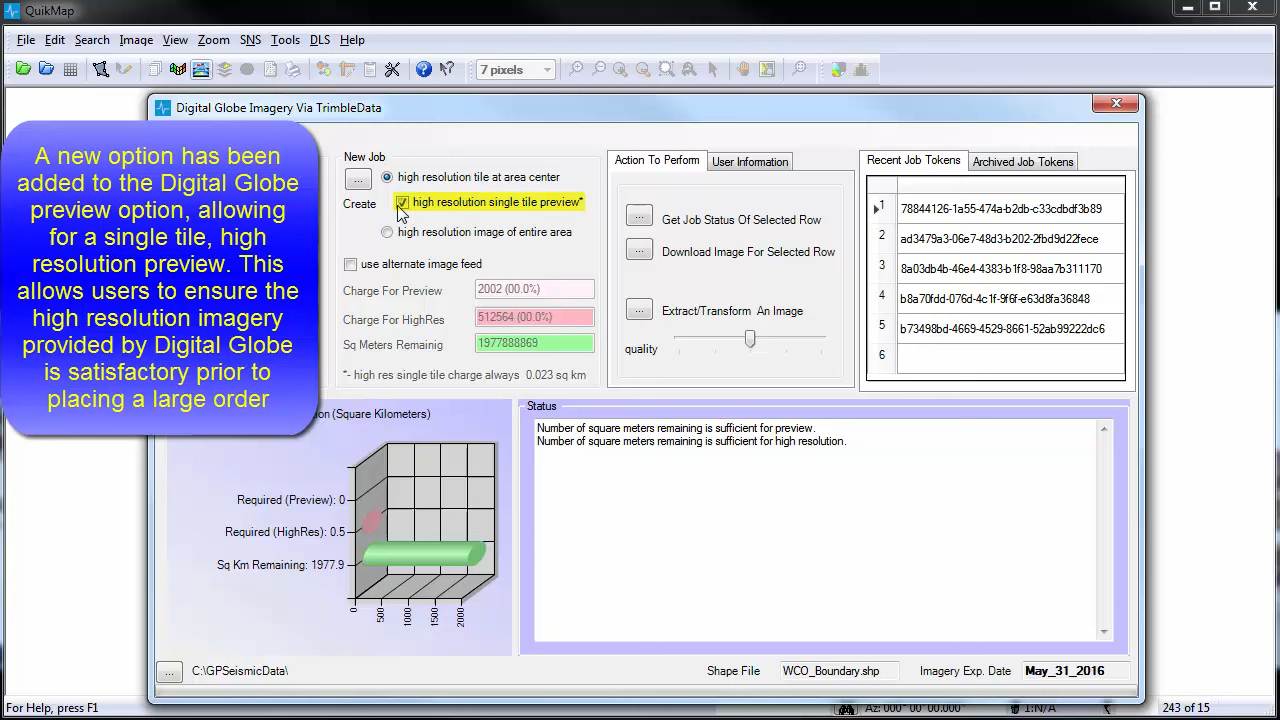 QuikMap
File Edit Search Image View Zoom SNS Tools DLS Help
7 pixels
Digital Globe Imagery Via TrimbleData
A new option has been
added to the Digital Globe
preview option, allowing
for a single tile, high
resolution preview. This
allows users to ensure the
high resolution imagery
provided by Digital Globe
is satisfactory prior to
placing a large order
New Job
... high resolution tile at area center
Create high resolution single tile preview*
high resolution image of entire area
use alternate image feed
Charge For Preview 2002 (00.0%)
Charge For HighRes 512564 (00.0%)
Sq Meters Remainig 1977888869
*- high res single tile charge always 0.023 sq km
Action To Perform User Information
... Get Job Status Of Selected Row
... Download Image For Selected Row
... Extract/Transform An Image
quality
Recent Job Tokens Archived Job Tokens
1 78844126-1a55-474a-b2db-c33cdbdf3b89
2 ad3479a3-06e7-48d3-b202-2fbd9d22fece
3 8a03db4b-46e4-4383-b1f8-98aa7b311170
4 b8a70fdd-076d-4c1f-9f6f-e63d8fa36848
5 b73498bd-4669-4529-8661-52ab99222dc6
6
(Square Kilometers)
Required (Preview): 0
Required (HighRes): 0.5
Sq Km Remaining: 1977.9
0 500 1000 1500 2000
Status
Number of square meters remaining is sufficient for preview.
Number of square meters remaining is sufficient for high resolution.
... C:\GPSeismicData\ Shape File WCO_Boundary.shp Imagery Exp. Date May_31_2016
For Help, press F1 Az: 000° 00' 00.000" 1:N/A 243 of 15